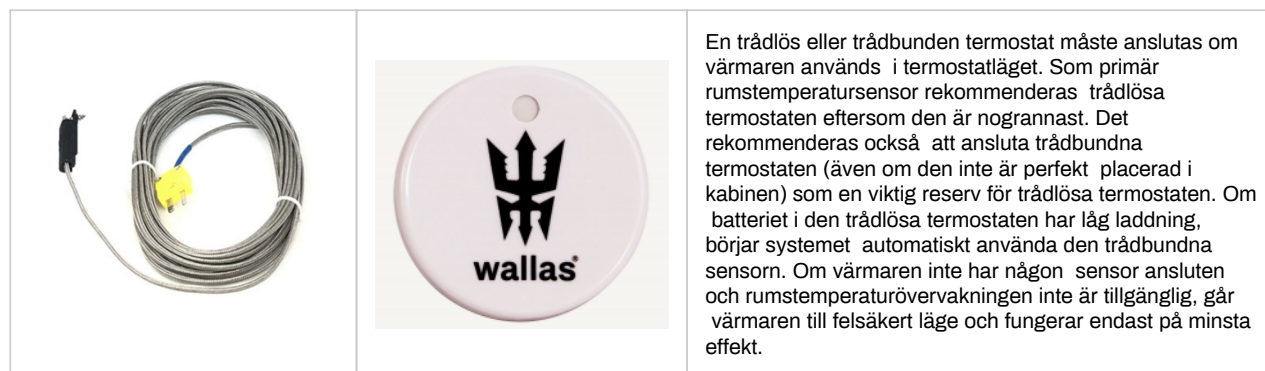 wallas
En trådlös eller trådbunden termostat måste anslutas om
värmaren används  i termostatläget. Som primär
rumstemperatursensor rekommenderas  trådlösa
termostaten eftersom den är nogrannast. Det
rekommenderas också  att ansluta trådbundna
termostaten (även om den inte är perfekt  placerad i
kabinen) som en viktig reserv för trådlösa termostaten. Om
batteriet i den trådlösa termostaten har låg laddning,
börjar systemet  automatiskt använda den trådbundna
sensorn. Om värmaren inte har någon  sensor ansluten
och rumstemperaturövervakningen inte är tillgänglig, går
värmaren till felsäkert läge och fungerar endast på minsta
effekt.